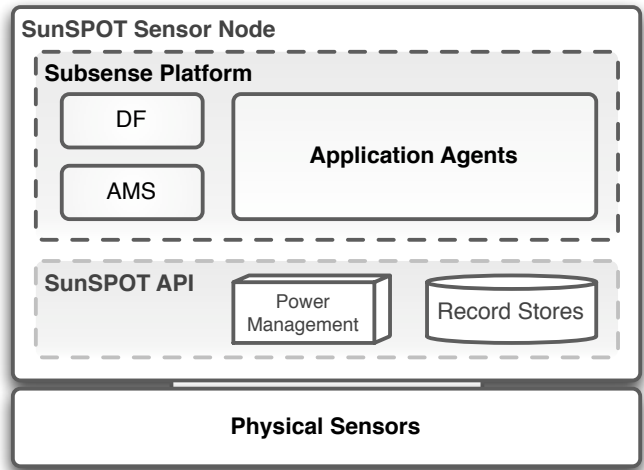 SunSPOT Sensor Node
Subsense Platform
DF
AMS
Application Agents
SunSPOT API
Power
Management
Record Stores
Physical Sensors